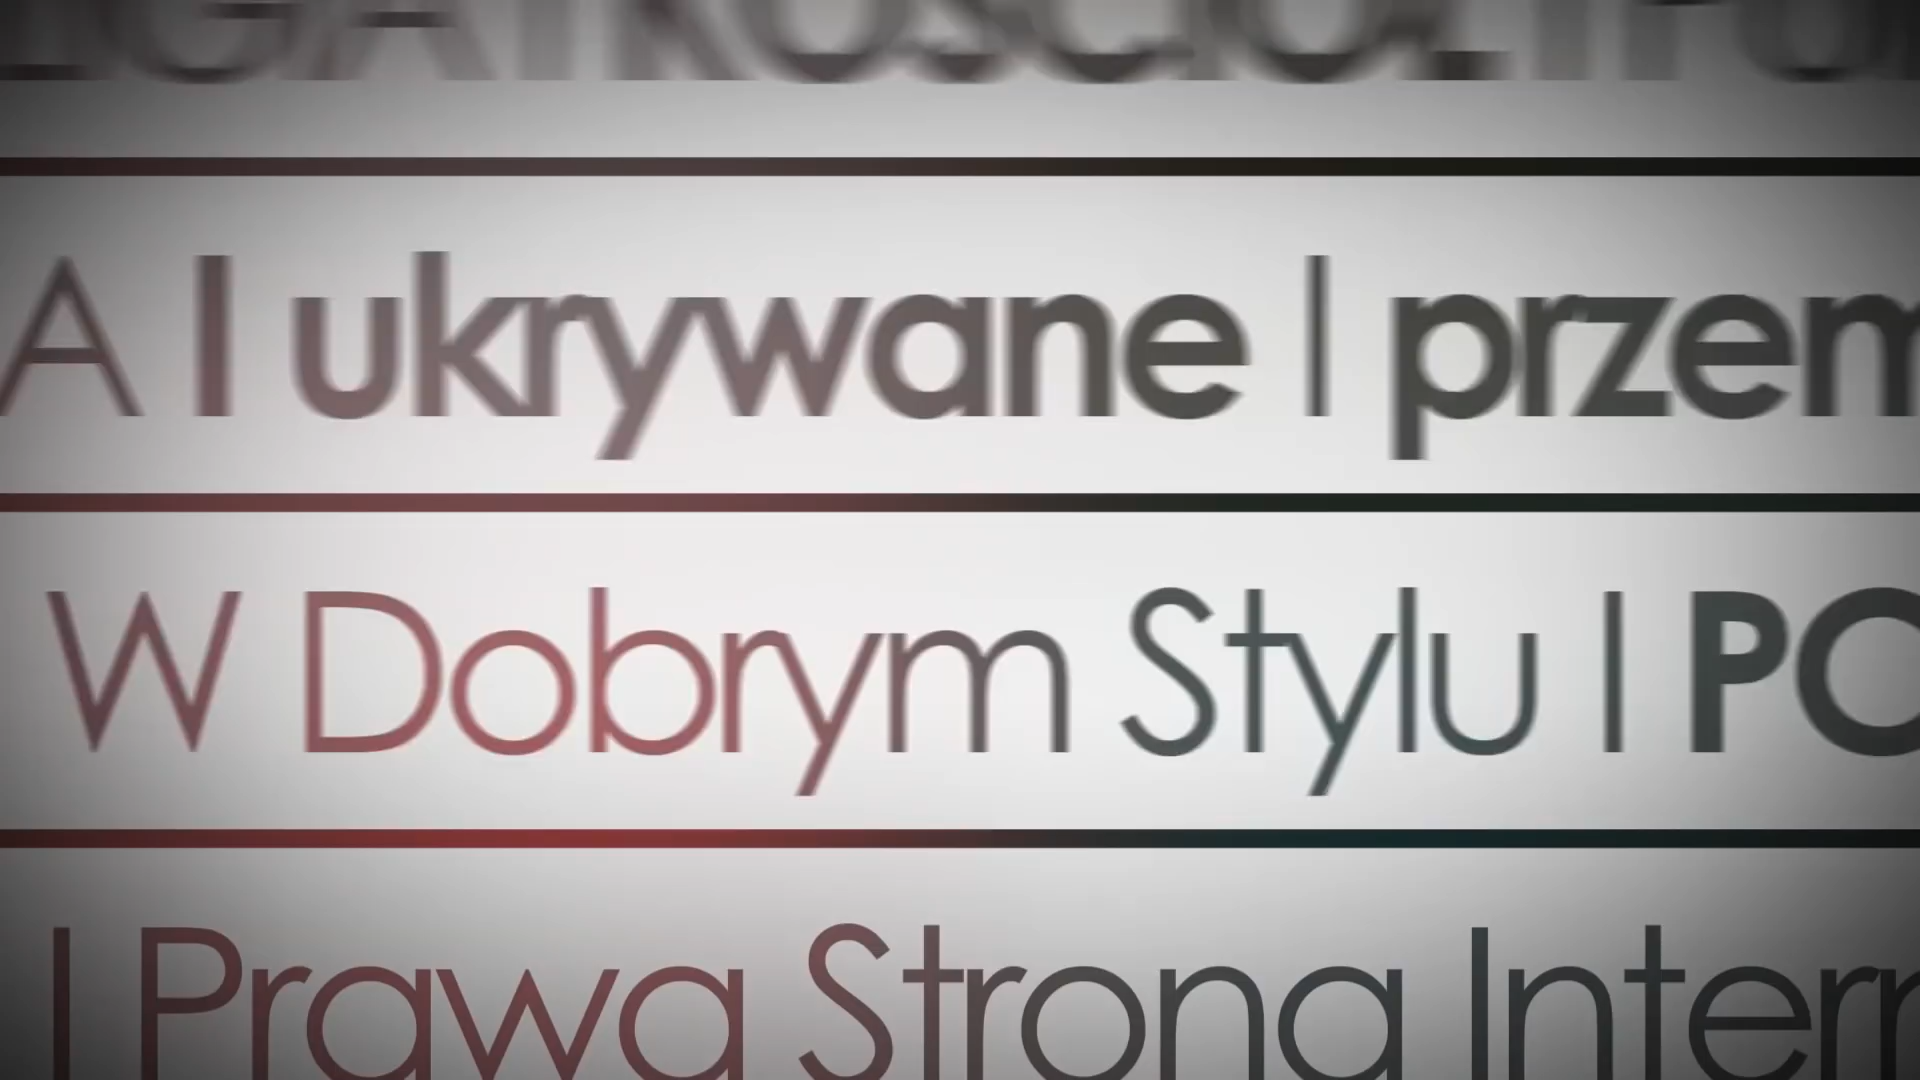 A | ukrywane | przem
W Dobrym Stylu | PO
| Prawa Strona Intern